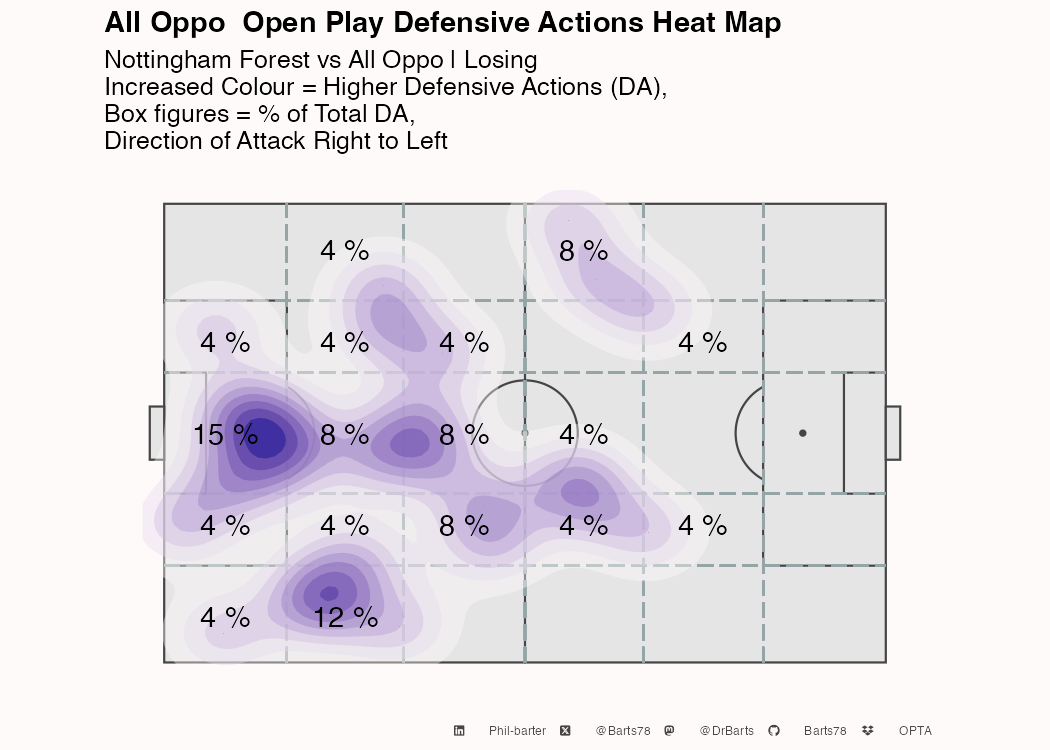 All Oppo  Open Play Defensive Actions Heat Map
Nottingham Forest vs All Oppo | Losing
Increased Colour = Higher Defensive Actions (DA),
Box figures = % of Total DA,
Direction of Attack Right to Left
4 % 8 %
4 % 4 % 4 % 4 %
15 % 8 % 8 % 4 %
4 % 4 % 8 % 4 % 4 %
4 % 12 %
Phil-barter @Barts78 @DrBarts Barts78 OPTA